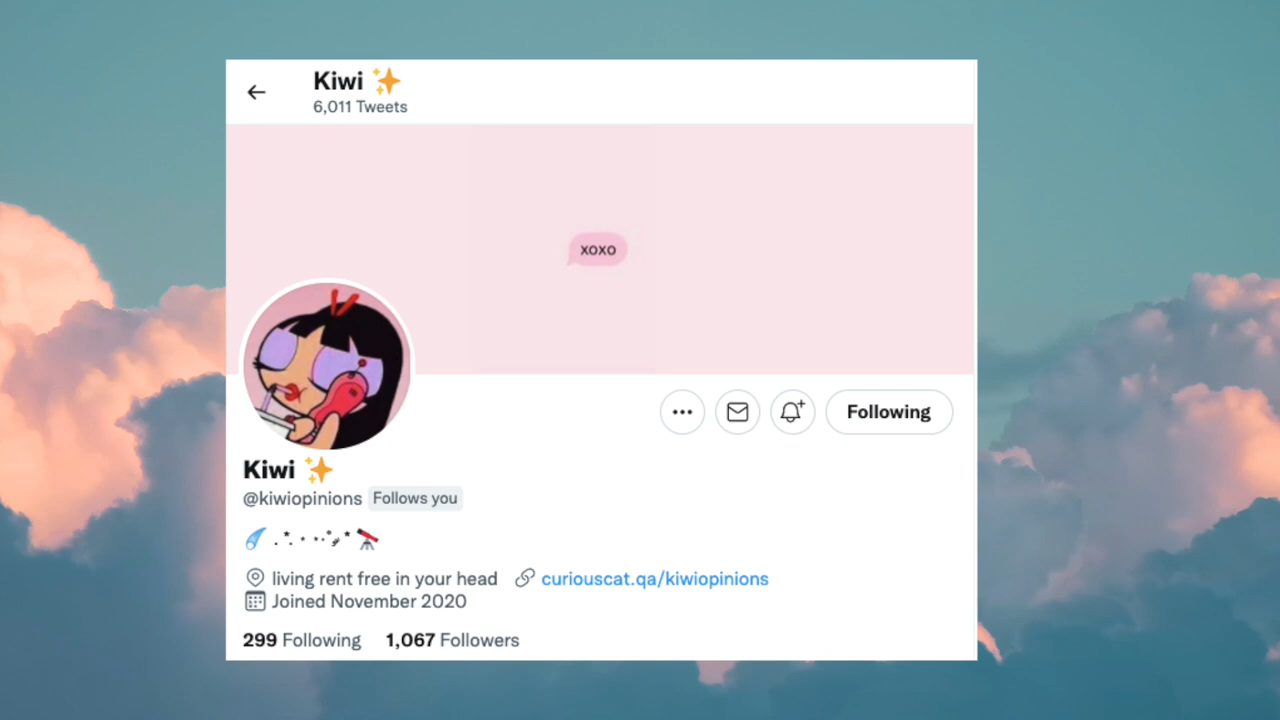 Kiwi ✨
6,011 Tweets
xoxo
Following
Kiwi ✨
@kiwiopinions Follows you
living rent free in your head curiouscat.qa/kiwiopinions
Joined November 2020
299 Following 1,067 Followers